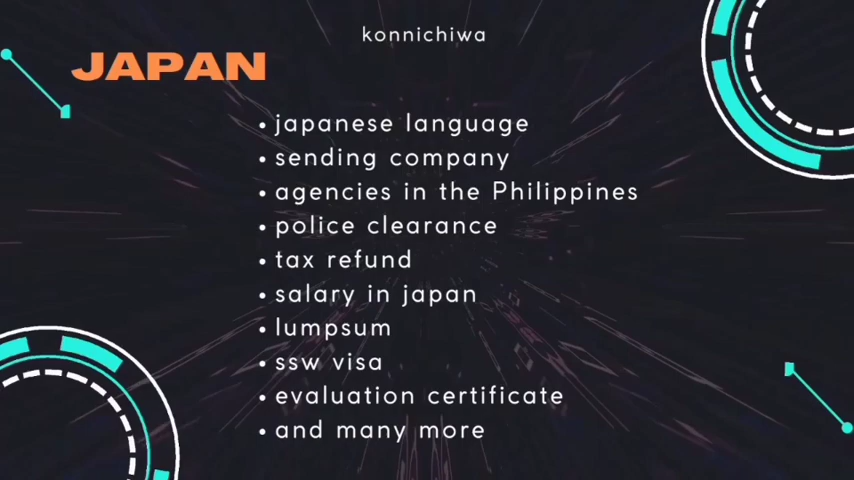 konnichiwa
JAPAN
• japanese language
• sending company
• agencies in the Philippines
• police clearance
• tax refund
• salary in japan
• lumpsum
• ssw visa
• evaluation certificate
• and many more